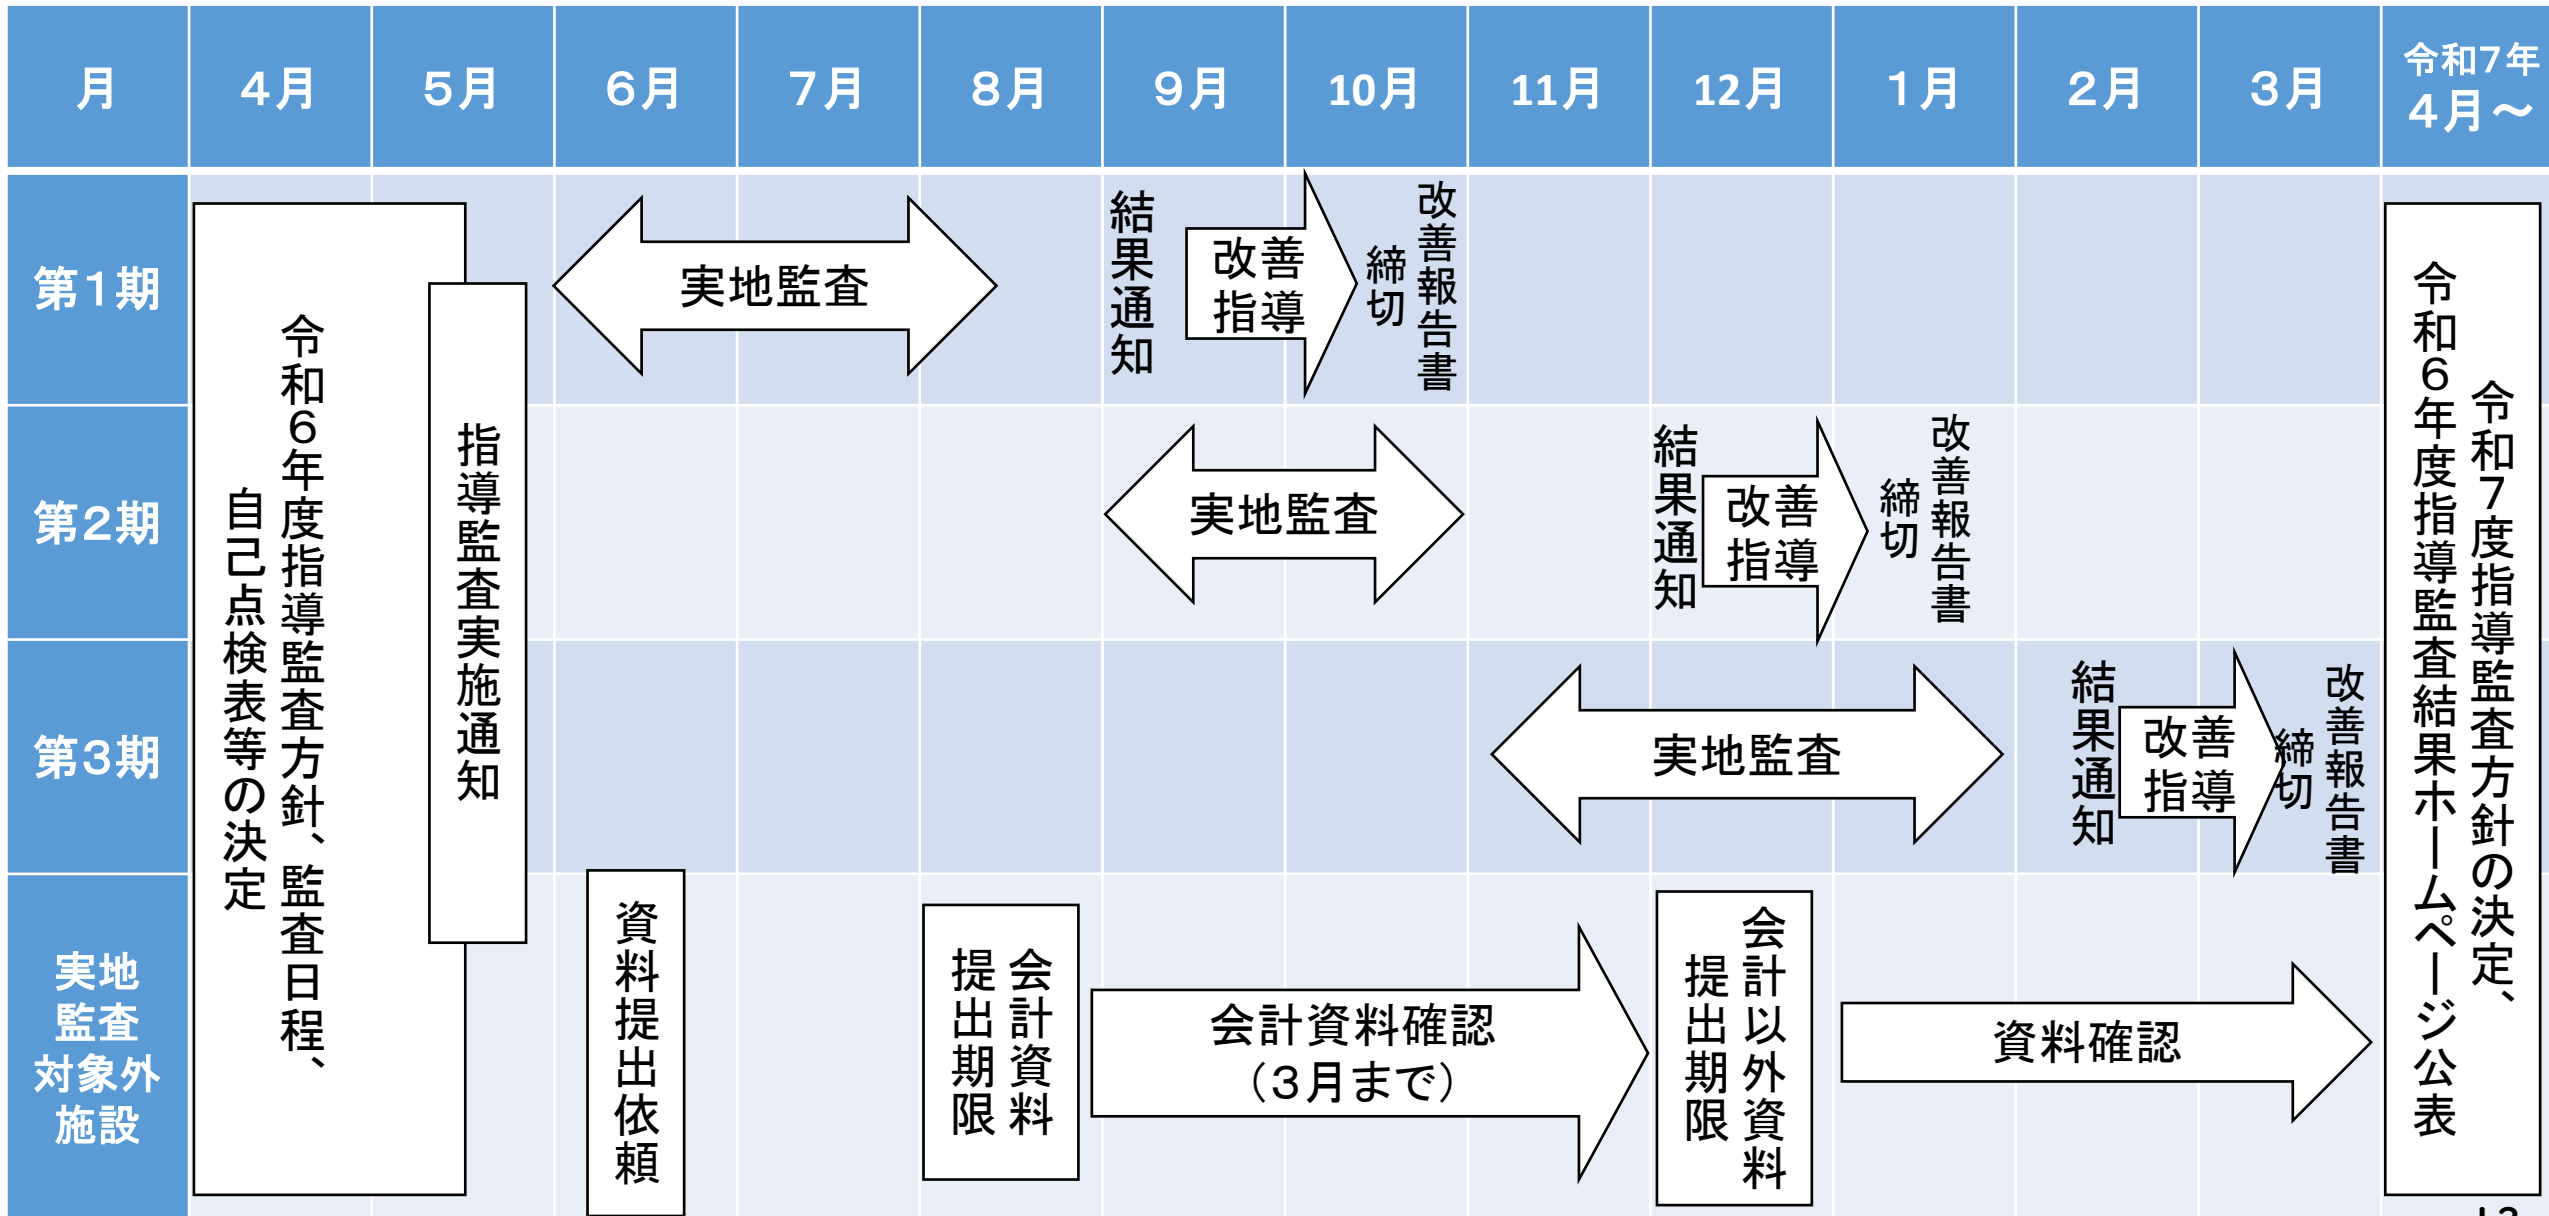 月
４月
５月
６月
７月
８月
９月
10月
11月
12月
１月
２月
３月
令和７年
４月～
第１期
第２期
第３期
実地
監査
対象外
施設
令和６年度指導監査方針、監査日程、
自己点検表等の決定
指導監査実施通知
実地監査
結果通知
改善
指導
改善報告書
締切
実地監査
結果通知
改善
指導
改善報告書
締切
実地監査
結果通知
改善
指導
改善報告書
締切
資料提出依頼
会計資料
提出期限
会計資料確認
（３月まで）
会計以外資料
提出期限
資料確認
令和７度指導監査方針の決定、
令和６年度指導監査結果ホームページ公表